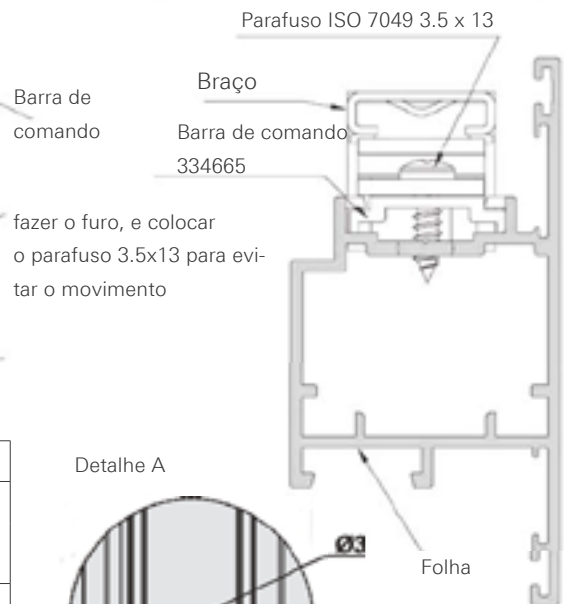 Parafuso ISO 7049 3.5 x 13
Braço
Barra de
comando
Barra de comando
334665
fazer o furo, e colocar
o parafuso 3.5x13 para evi-
tar o movimento
Detalhe A
Ø3
Folha